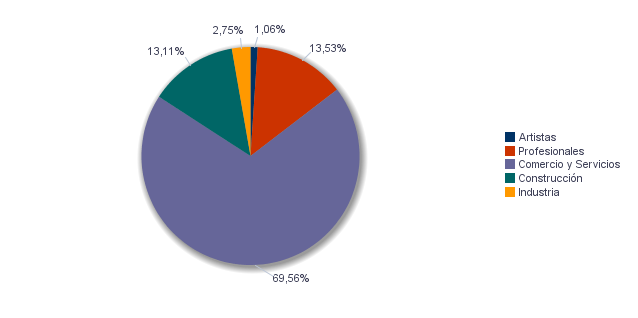 2,75%
1,06%
13,11%
13,53%
Artistas
Profesionales
Comercio y Servicios
Construcción
Industria
69,56%